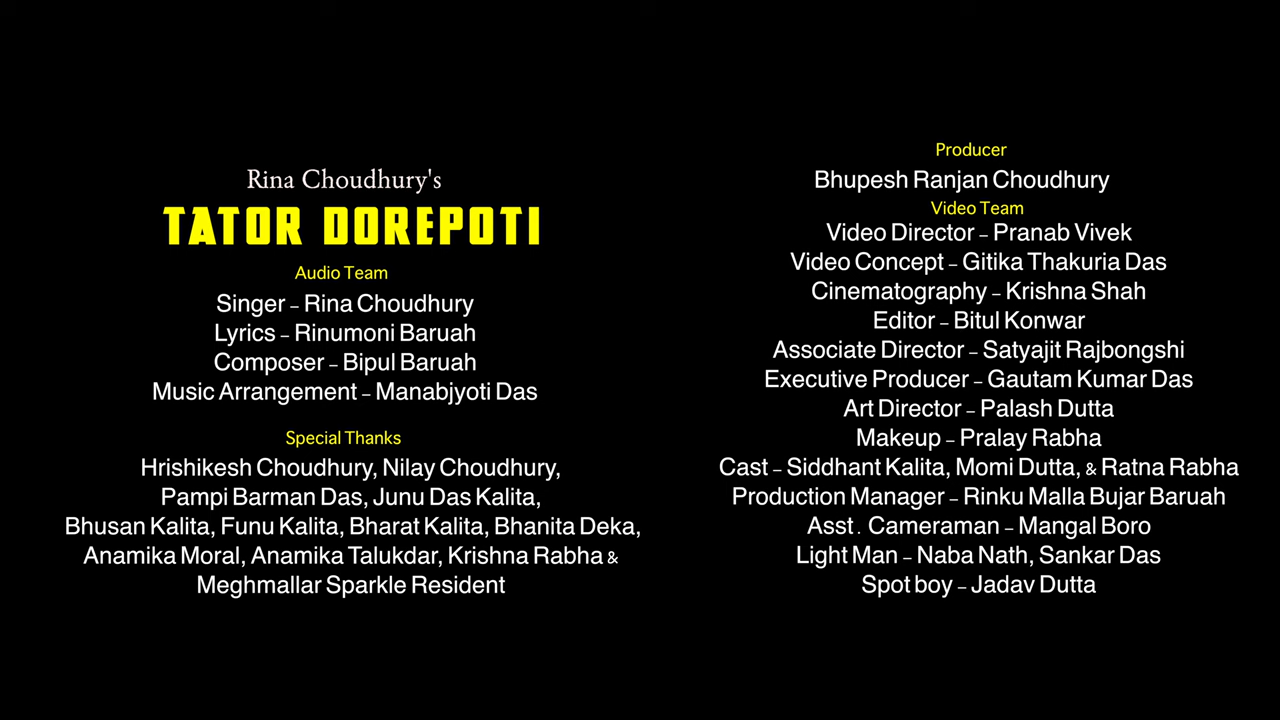 Rina Choudhury's
TATOR DOREPOTI
Audio Team
Singer – Rina Choudhury
Lyrics – Rinumoni Baruah
Composer – Bipul Baruah
Music Arrangement – Manabjyoti Das
Special Thanks
Hrishikesh Choudhury, Nilay Choudhury,
Pampi Barman Das, Junu Das Kalita,
Bhusan Kalita, Funu Kalita, Bharat Kalita, Bhanita Deka,
Anamika Moral, Anamika Talukdar, Krishna Rabha &
Meghmallar Sparkle Resident
Producer
Bhupesh Ranjan Choudhury
Video Team
Video Director – Pranab Vivek
Video Concept – Gitika Thakuria Das
Cinematography – Krishna Shah
Editor – Bitul Konwar
Associate Director – Satyajit Rajbongshi
Executive Producer – Gautam Kumar Das
Art Director – Palash Dutta
Makeup – Pralay Rabha
Cast – Siddhant Kalita, Momi Dutta, & Ratna Rabha
Production Manager – Rinku Malla Bujar Baruah
Asst . Cameraman – Mangal Boro
Light Man – Naba Nath, Sankar Das
Spot boy – Jadav Dutta